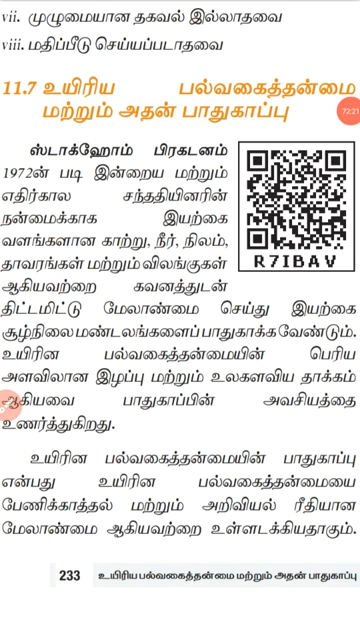 vii. முழுமையான தகவல் இல்லாதவை
viii. மதிப்பீடு செய்யப்படாதவை
11.7 உயிரிய பல்வகைத்தன்மை
மற்றும் அதன் பாதுகாப்பு
72:21
ஸ்டாக்ஹோம் பிரகடனம்
1972ன் படி இன்றைய மற்றும்
எதிர்கால சந்ததியினரின்
நன்மைக்காக இயற்கை
வளங்களான காற்று, நீர், நிலம்,
தாவரங்கள் மற்றும் விலங்குகள்
ஆகியவற்றை கவனத்துடன்
R7IBAV
திட்டமிட்டு மேலாண்மை செய்து இயற்கை
சூழ்நிலை மண்டலங்களைப் பாதுகாக்க வேண்டும்.
உயிரின பல்வகைத்தன்மையின் பெரிய
அளவிலான இழப்பு மற்றும் உலகளவிய தாக்கம்
ஆகியவை பாதுகாப்பின் அவசியத்தை
உணர்த்துகிறது.
உயிரின பல்வகைத்தன்மையின் பாதுகாப்பு
என்பது உயிரின பல்வகைத்தன்மையை
பேணிக்காத்தல் மற்றும் அறிவியல் ரீதியான
மேலாண்மை ஆகியவற்றை உள்ளடக்கியதாகும்.
233 உயிரிய பல்வகைத்தன்மை மற்றும் அதன் பாதுகாப்பு